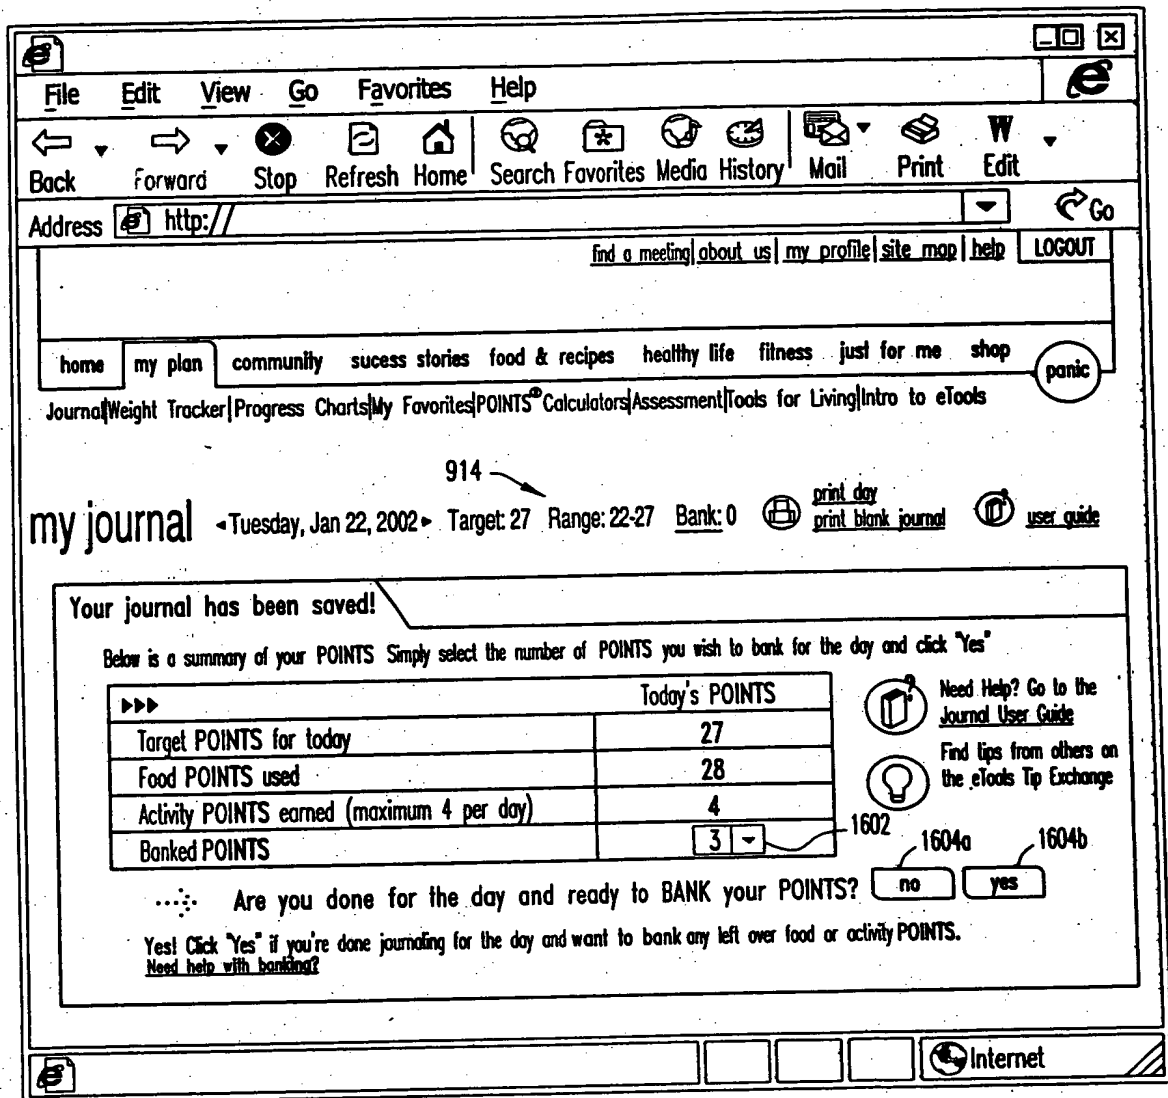 File Edit View Go Favorites Help
Back Forward Stop Refresh Home Search Favorites Media History Mail Print Edit
Address http:// Go
find a meeting|about us|my profile|site map|help LOGOUT
home my plan community sucess stories food & recipes healthy life fitness just for me shop panic
Journal|Weight Tracker|Progress Charts|My Favorites|POINTS® Calculators|Assessment|Tools for Living|Intro to eTools
914
my journal ◂Tuesday, Jan 22, 2002▸ Target: 27 Range: 22-27 Bank: 0 print day
print blank journal user guide
Your journal has been saved!
Below is a summary of your POINTS Simply select the number of POINTS you wish to bank for the day and click "Yes"
Today's POINTS
Target POINTS for today 27
Food POINTS used 28
Activity POINTS earned (maximum 4 per day) 4
Banked POINTS 3
Need Help? Go to the
Journal User Guide
Find tips from others on
the eTools Tip Exchange
1602
1604a
1604b
Are you done for the day and ready to BANK your POINTS? no yes
Yes! Click "Yes" if you're done journaling for the day and want to bank any left over food or activity POINTS.
Need help with banking?
Internet